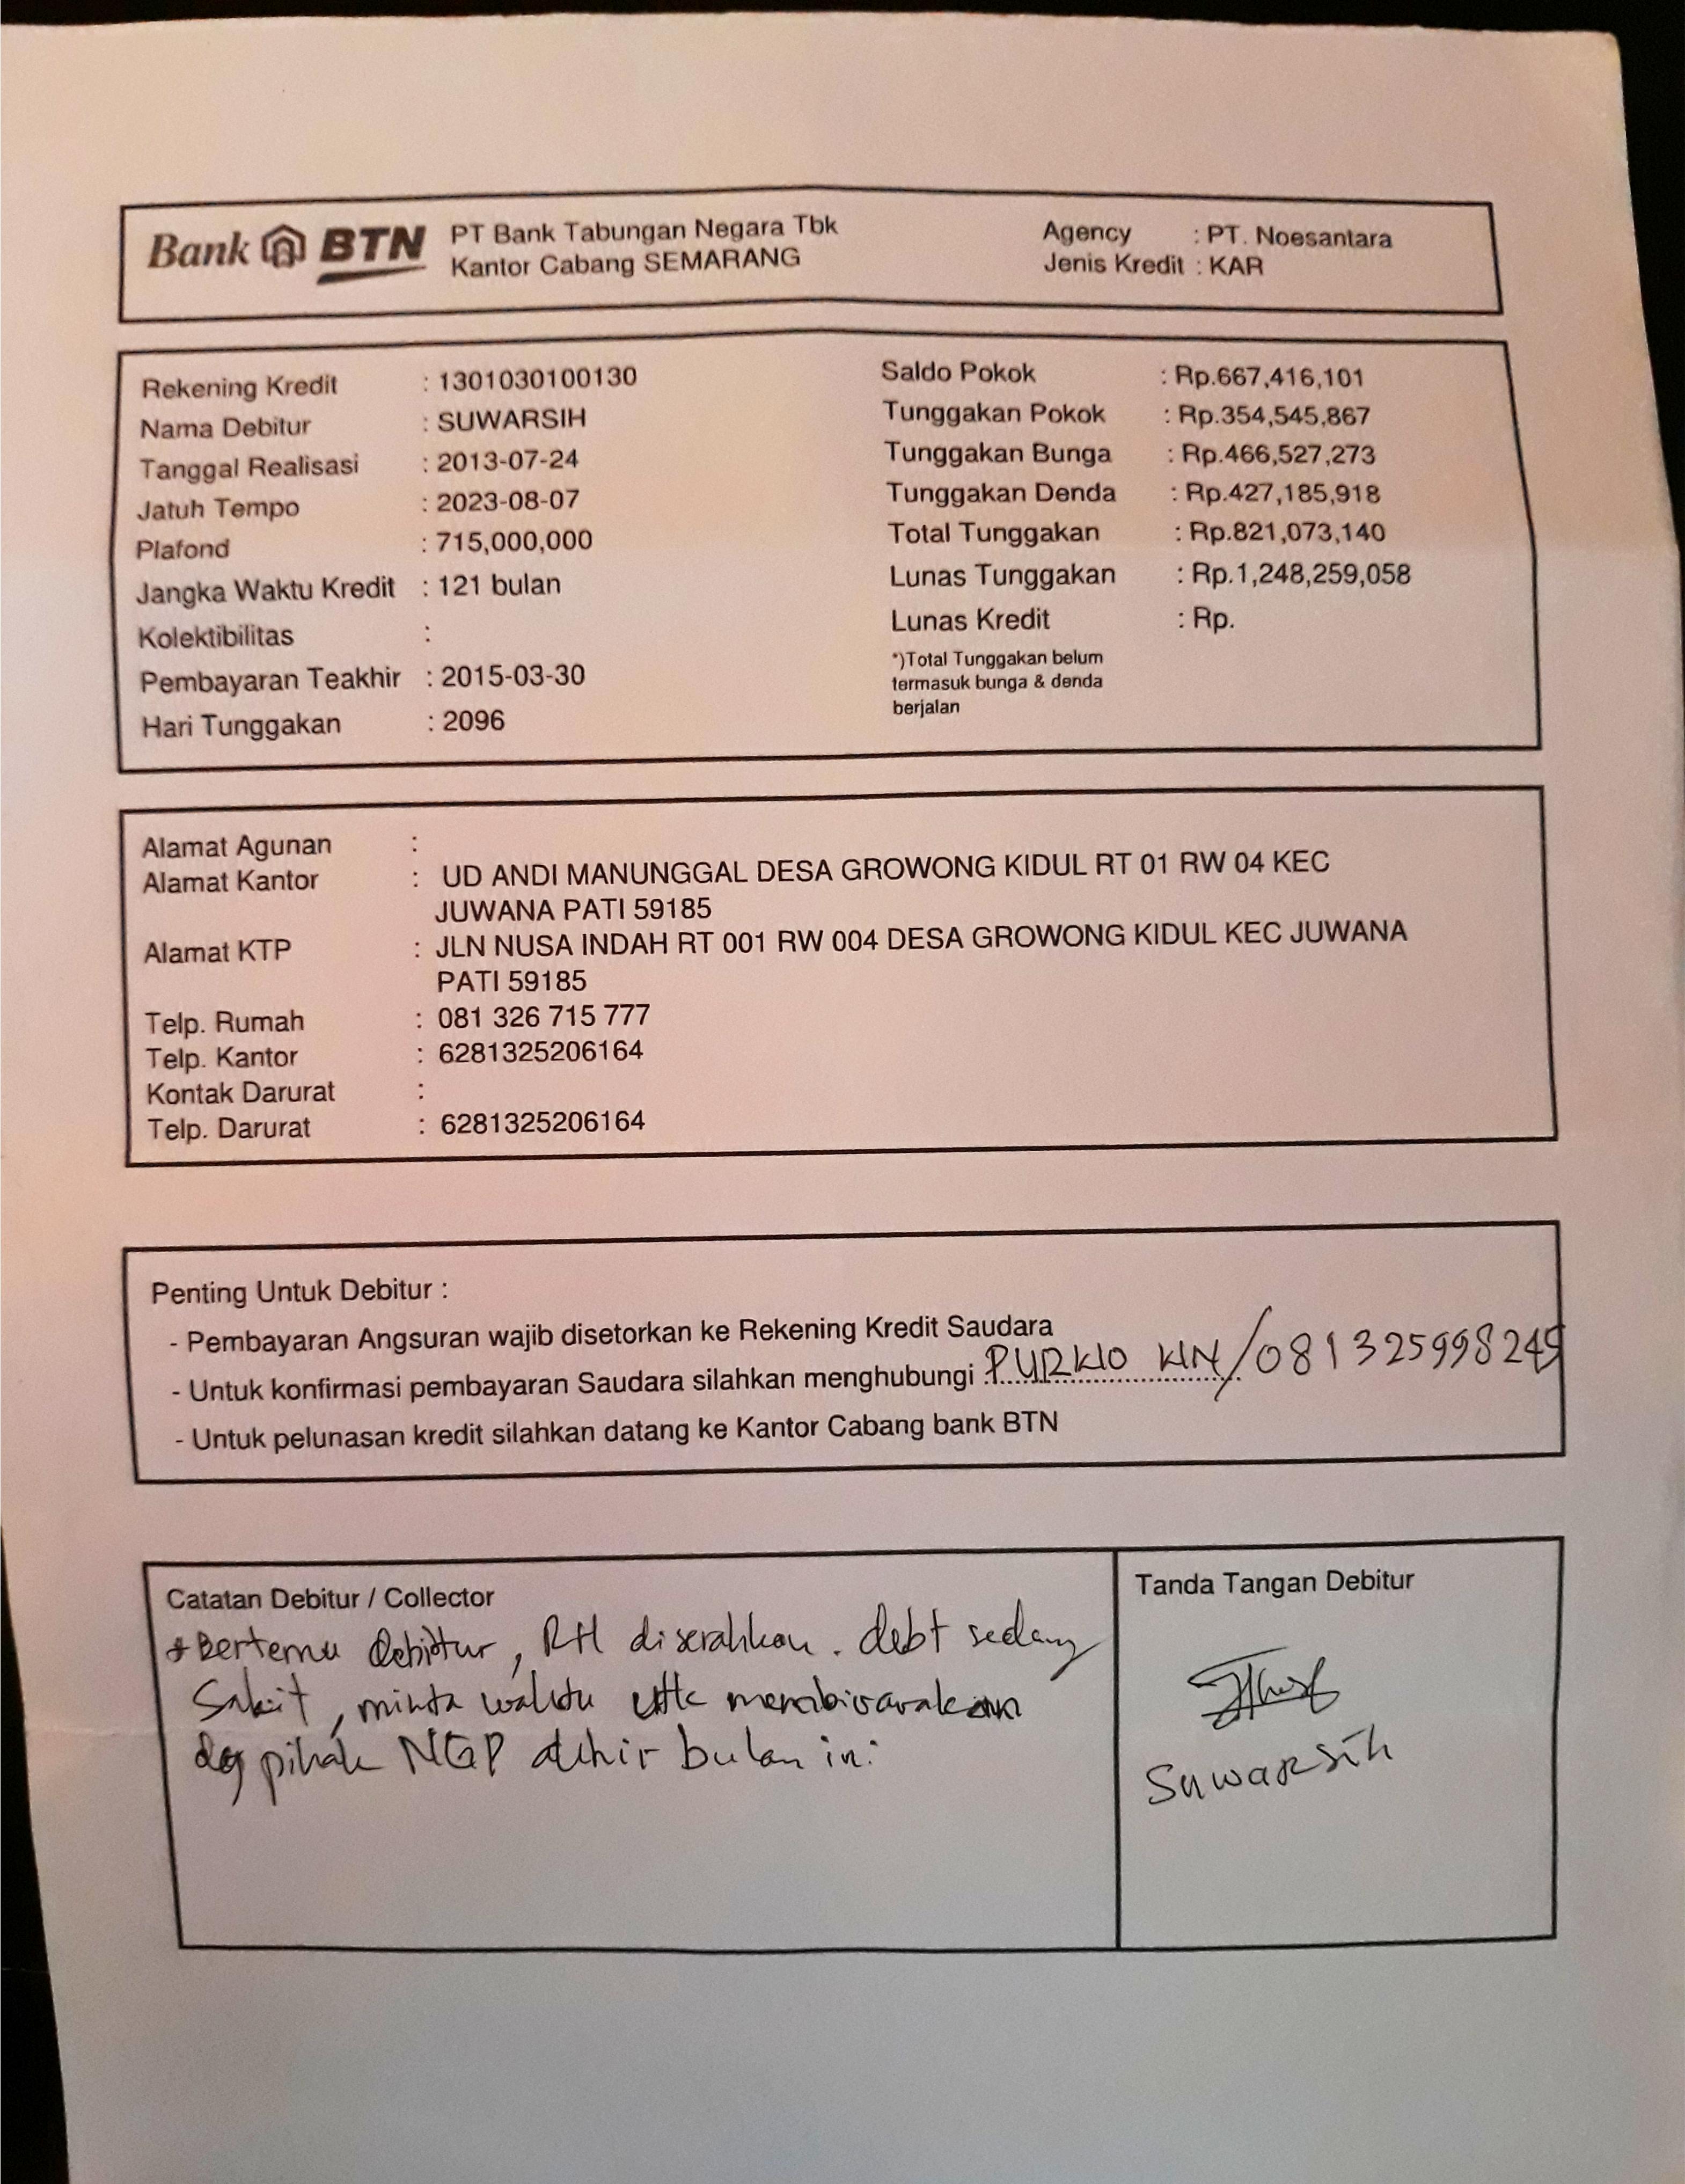 Bank BTN PT Bank Tabungan Negara Tbk
Kantor Cabang SEMARANG
Agency : PT. Noesantara
Jenis Kredit : KAR
Rekening Kredit : 1301030100130
Nama Debitur : SUWARSIH
Tanggal Realisasi : 2013-07-24
Jatuh Tempo : 2023-08-07
Plafond : 715,000,000
Jangka Waktu Kredit : 121 bulan
Kolektibilitas :
Pembayaran Teakhir : 2015-03-30
Hari Tunggakan : 2096
Saldo Pokok : Rp.667,416,101
Tunggakan Pokok : Rp.354,545,867
Tunggakan Bunga : Rp.466,527,273
Tunggakan Denda : Rp.427,185,918
Total Tunggakan : Rp.821,073,140
Lunas Tunggakan : Rp.1,248,259,058
Lunas Kredit : Rp.
*)Total Tunggakan belum
termasuk bunga & denda
berjalan
Alamat Agunan :
Alamat Kantor : UD ANDI MANUNGGAL DESA GROWONG KIDUL RT 01 RW 04 KEC
JUWANA PATI 59185
Alamat KTP : JLN NUSA INDAH RT 001 RW 004 DESA GROWONG KIDUL KEC JUWANA
PATI 59185
Telp. Rumah : 081 326 715 777
Telp. Kantor : 6281325206164
Kontak Darurat :
Telp. Darurat : 6281325206164
Penting Untuk Debitur :
- Pembayaran Angsuran wajib disetorkan ke Rekening Kredit Saudara
- Untuk konfirmasi pembayaran Saudara silahkan menghubungi /081325998245
- Untuk pelunasan kredit silahkan datang ke Kantor Cabang bank BTN
Catatan Debitur / Collector
Bertemu debitur, RH diserahkan. debt sedang
Sakit, minta waktu utk membicarakan
dg pihak NGP akhir bulan ini
Tanda Tangan Debitur
Suwarsih